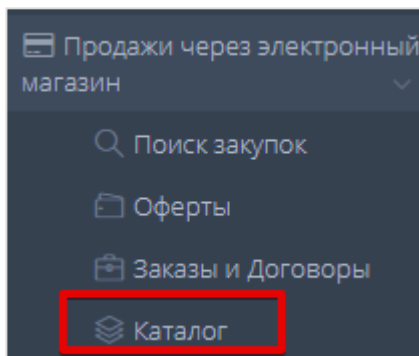 Продажи через электронный
магазин
Поиск закупок
Оферты
Заказы и Договоры
Каталог